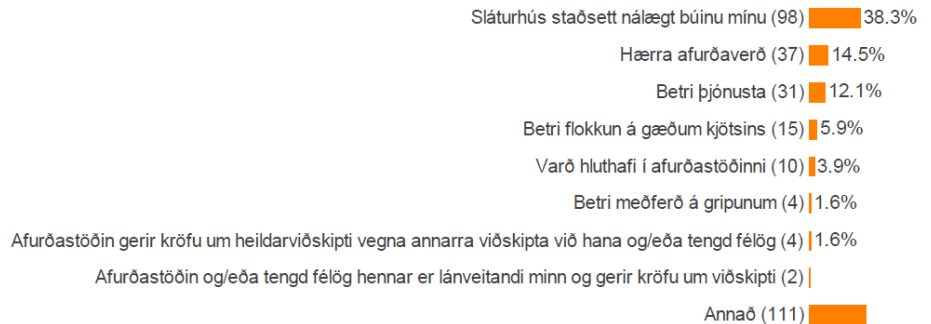 Sláturhús staðsett nálægt búinu mínu (98) 38.3%
Hærra afurðaverð (37) 14.5%
Betri þjónusta (31) 12.1%
Betri flokkun á gæðum kjötsins (15) 5.9%
Varð hluthafi í afurðastöðinni (10) 3.9%
Betri meðferð á gripunum (4) 1.6%
Afurðastöðin gerir kröfu um heildarviðskipti vegna annarra viðskipta við hana og/eða tengd félög (4) 1.6%
Afurðastöðin og/eða tengd félög hennar er lánveitandi minn og gerir kröfu um viðskipti (2)
Annað (111)